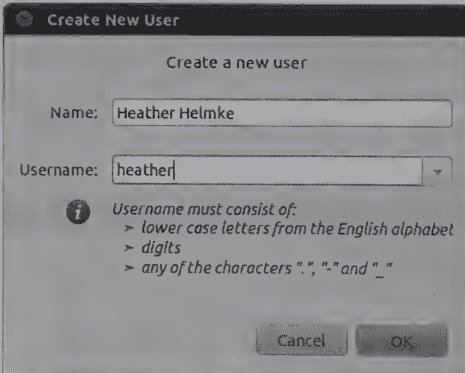 Create New User
Create a new user
Name: Heather Helmke
Username: heather
Username must consist of:
➢ lower case letters from the English alphabet
➢ digits
➢ any of the characters ".", "-" and "_"
Cancel OK